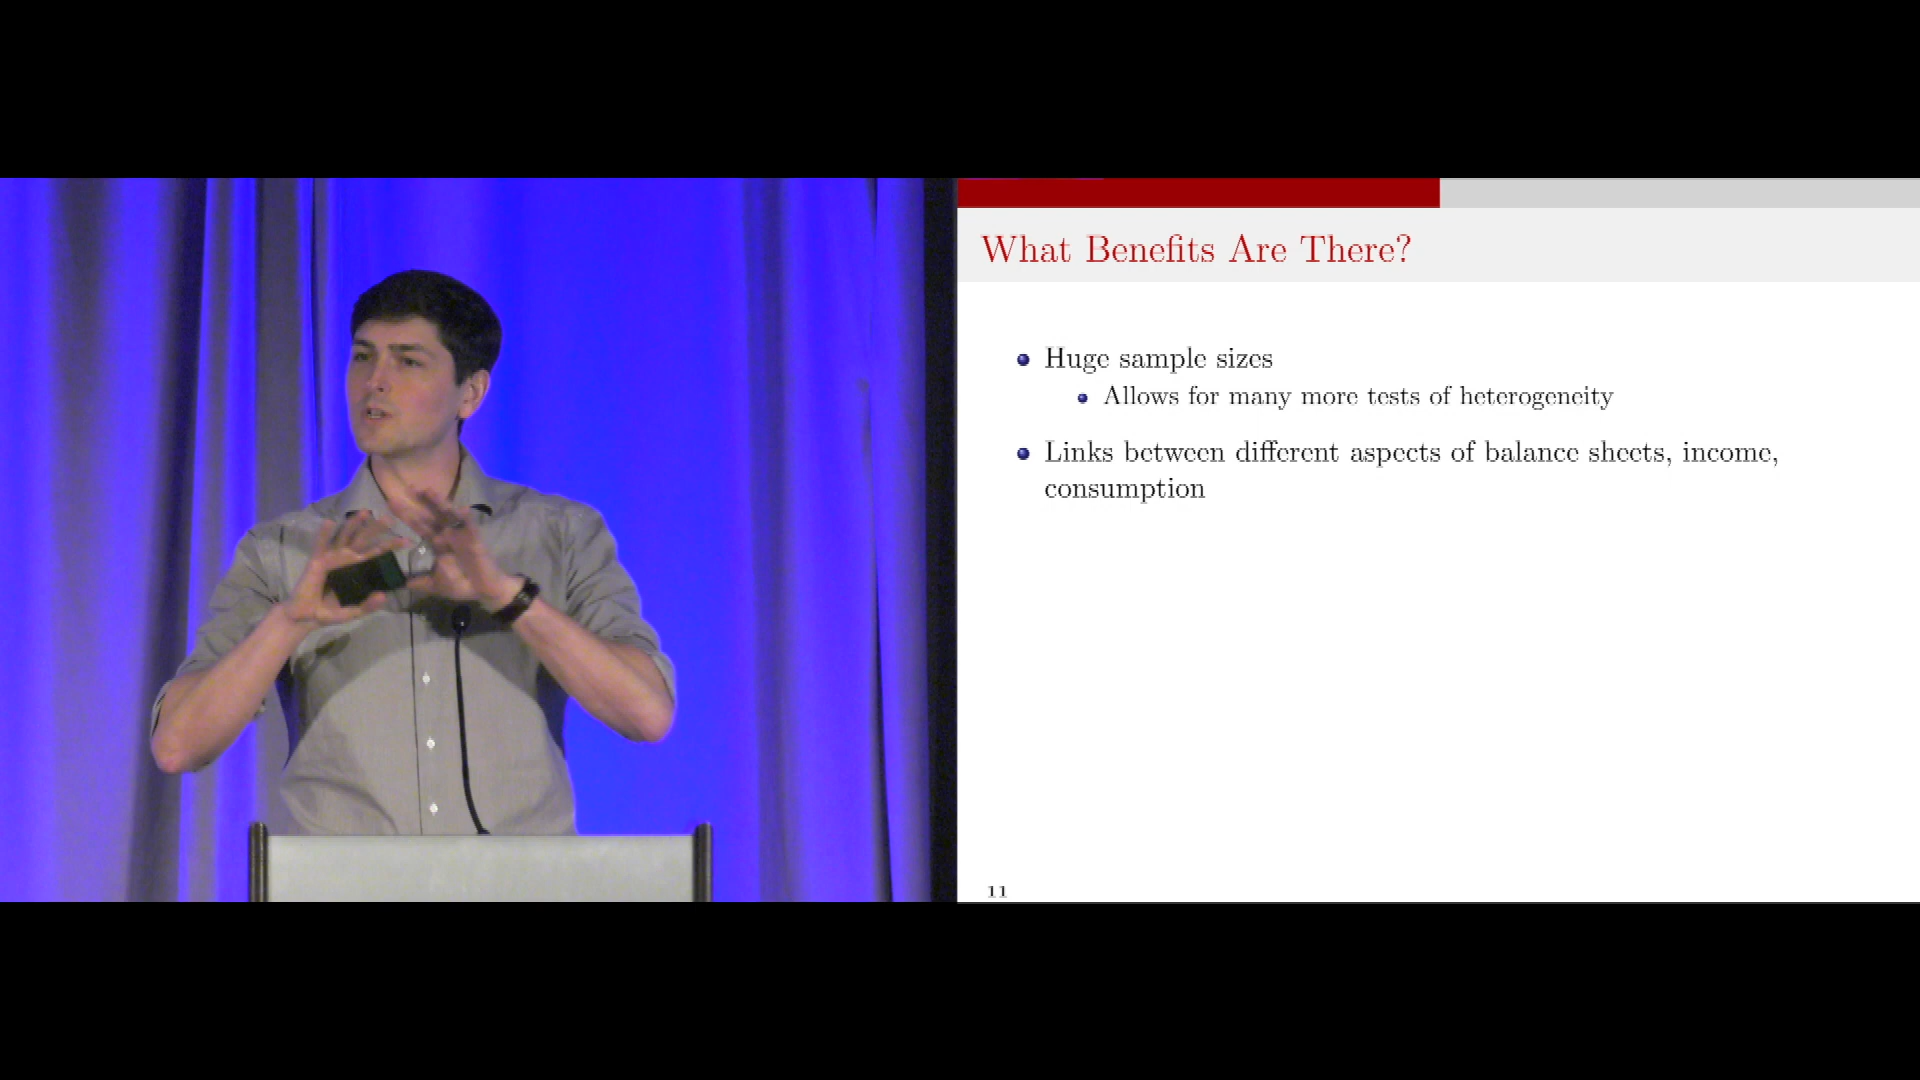 What Benefits Are There?
Huge sample sizes
Allows for many more tests of heterogeneity
Links between different aspects of balance sheets, income,
consumption
11